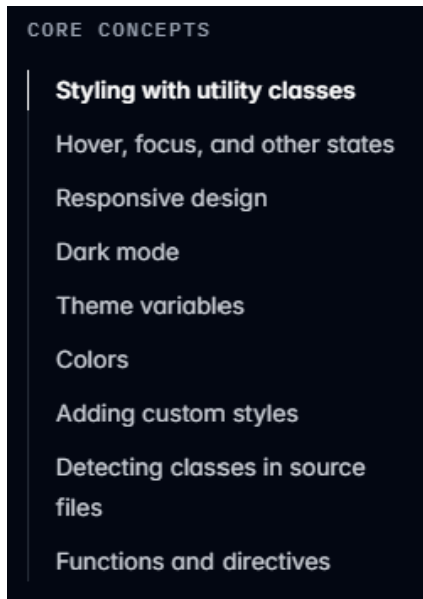 CORE CONCEPTS
Styling with utility classes
Hover, focus, and other states
Responsive design
Dark mode
Theme variables
Colors
Adding custom styles
Detecting classes in source
files
Functions and directives